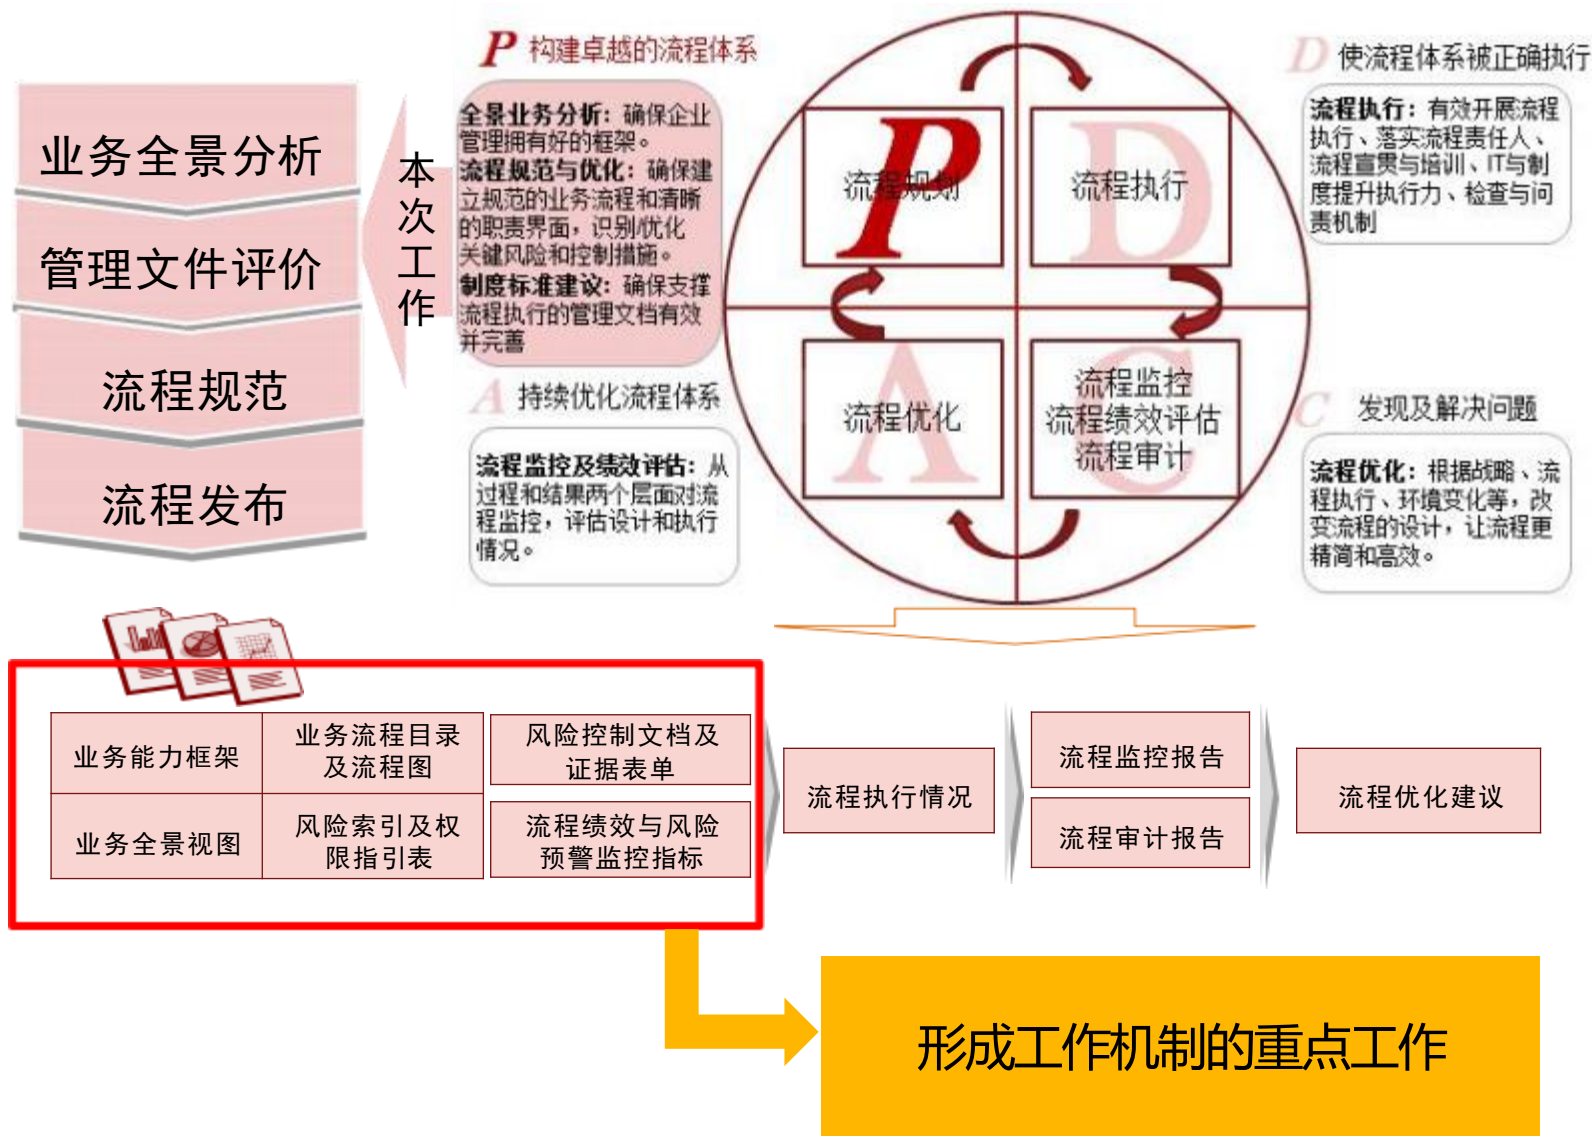 业务全景分析
管理文件评价
流程规范
流程发布
本
次
工
作
P 构建卓越的流程体系
全景业务分析：确保企业
管理拥有好的框架。
流程规范与优化：确保建
立规范的业务流程和清晰
的职责界面，识别/优化
关键风险和控制措施。
制度标准建议：确保支撑
流程执行的管理文档有效
并完善
A 持续优化流程体系
流程监控及绩效评估：从
过程和结果两个层面对流
程监控，评估设计和执行
情况。
P
流程规划
D
流程执行
A
流程优化
C
流程监控
流程绩效评估
流程审计
D 使流程体系被正确执行
流程执行：有效开展流程
执行、落实流程责任人、
流程宣贯与培训、IT与制
度提升执行力、检查与问
责机制
C 发现及解决问题
流程优化：根据战略、流
程执行、环境变化等，改
变流程的设计，让流程更
精简和高效。
业务能力框架
业务流程目录
及流程图
风险控制文档及
证据表单
业务全景视图
风险索引及权
限指引表
流程绩效与风险
预警监控指标
流程执行情况
流程监控报告
流程审计报告
流程优化建议
形成工作机制的重点工作